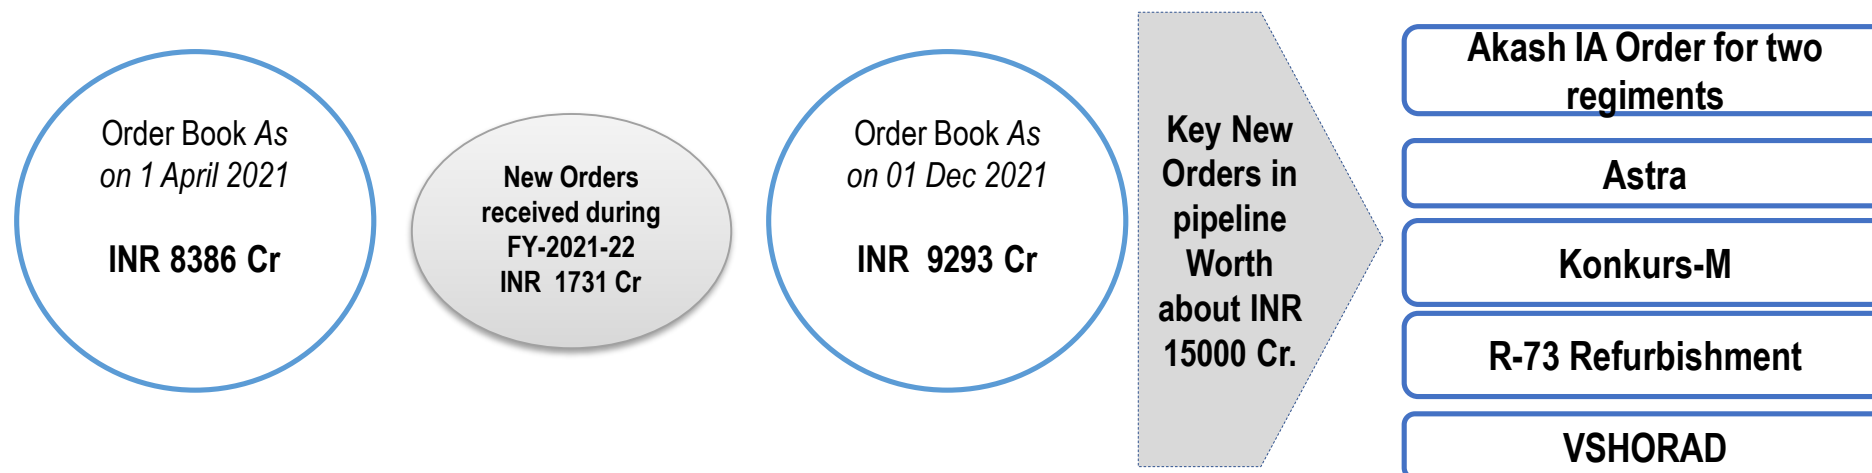 Order Book As
on 1 April 2021
INR 8386 Cr
New Orders
received during
FY-2021-22
INR 1731 Cr
Order Book As
on 01 Dec 2021
INR 9293 Cr
Key New
Orders in
pipeline
Worth
about INR
15000 Cr.
Akash IA Order for two
regiments
Astra
Konkurs-M
R-73 Refurbishment
VSHORAD